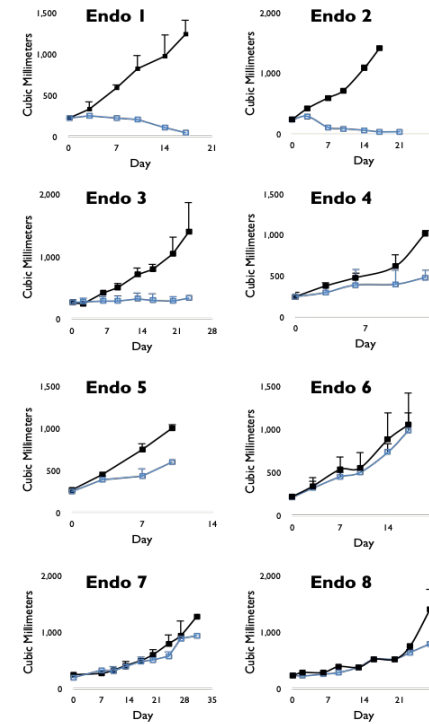 Endo 1
Cubic Millimeters
1,500
1,000
500
0
0 7 14 21
Day
Endo 2
Cubic Millimeters
2,000
1,000
0
0 7 14 21
Day
Endo 3
Cubic Millimeters
2,000
1,000
0
0 7 14 21 28
Day
Endo 4
Cubic Millimeters
1,500
1,000
500
0
0 7
Day
Endo 5
Cubic Millimeters
1,500
1,000
500
0
0 7 14
Day
Endo 6
Cubic Millimeters
1,500
1,000
500
0
0 7 14
Day
Endo 7
Cubic Millimeters
2,000
1,000
0
0 7 14 21 28 35
Day
Endo 8
Cubic Millimeters
2,000
1,000
0
0 7 14 21
Day